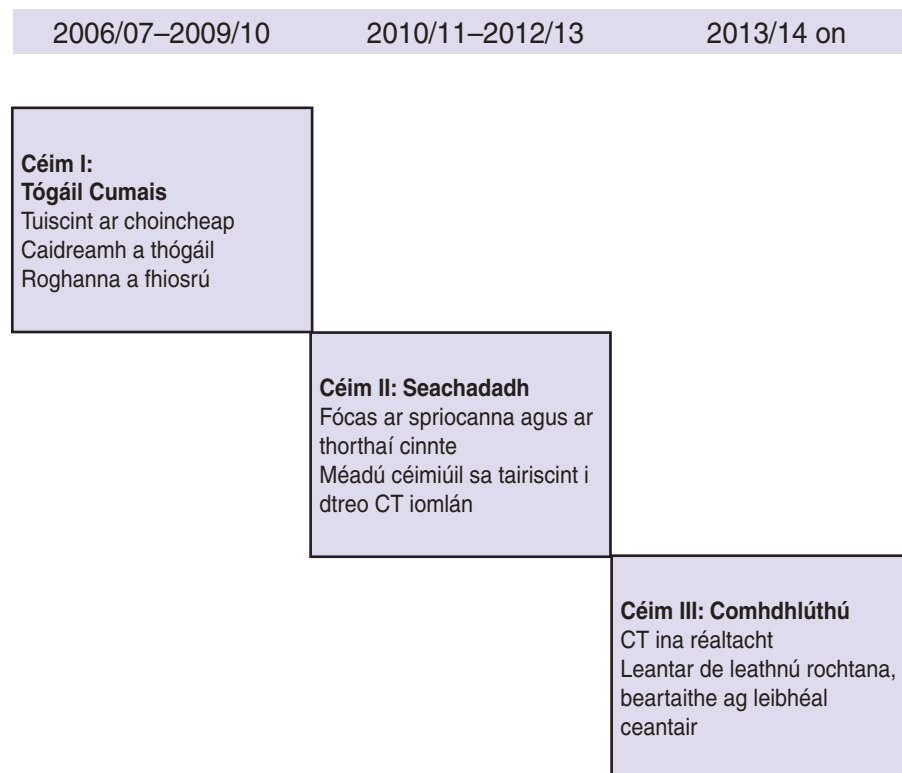 2006/07–2009/10 2010/11–2012/13 2013/14 on
Céim I:
Tógáil Cumais
Tuiscint ar choincheap
Caidreamh a thógáil
Roghanna a fhiosrú
Céim II: Seachadadh
Fócas ar spriocanna agus ar
thorthaí cinnte
Méadú céimiúil sa tairiscint i
dtreo CT iomlán
Céim III: Comhdhlúthú
CT ina réaltacht
Leantar de leathnú rochtana,
beartaithe ag leibhéal
ceantair